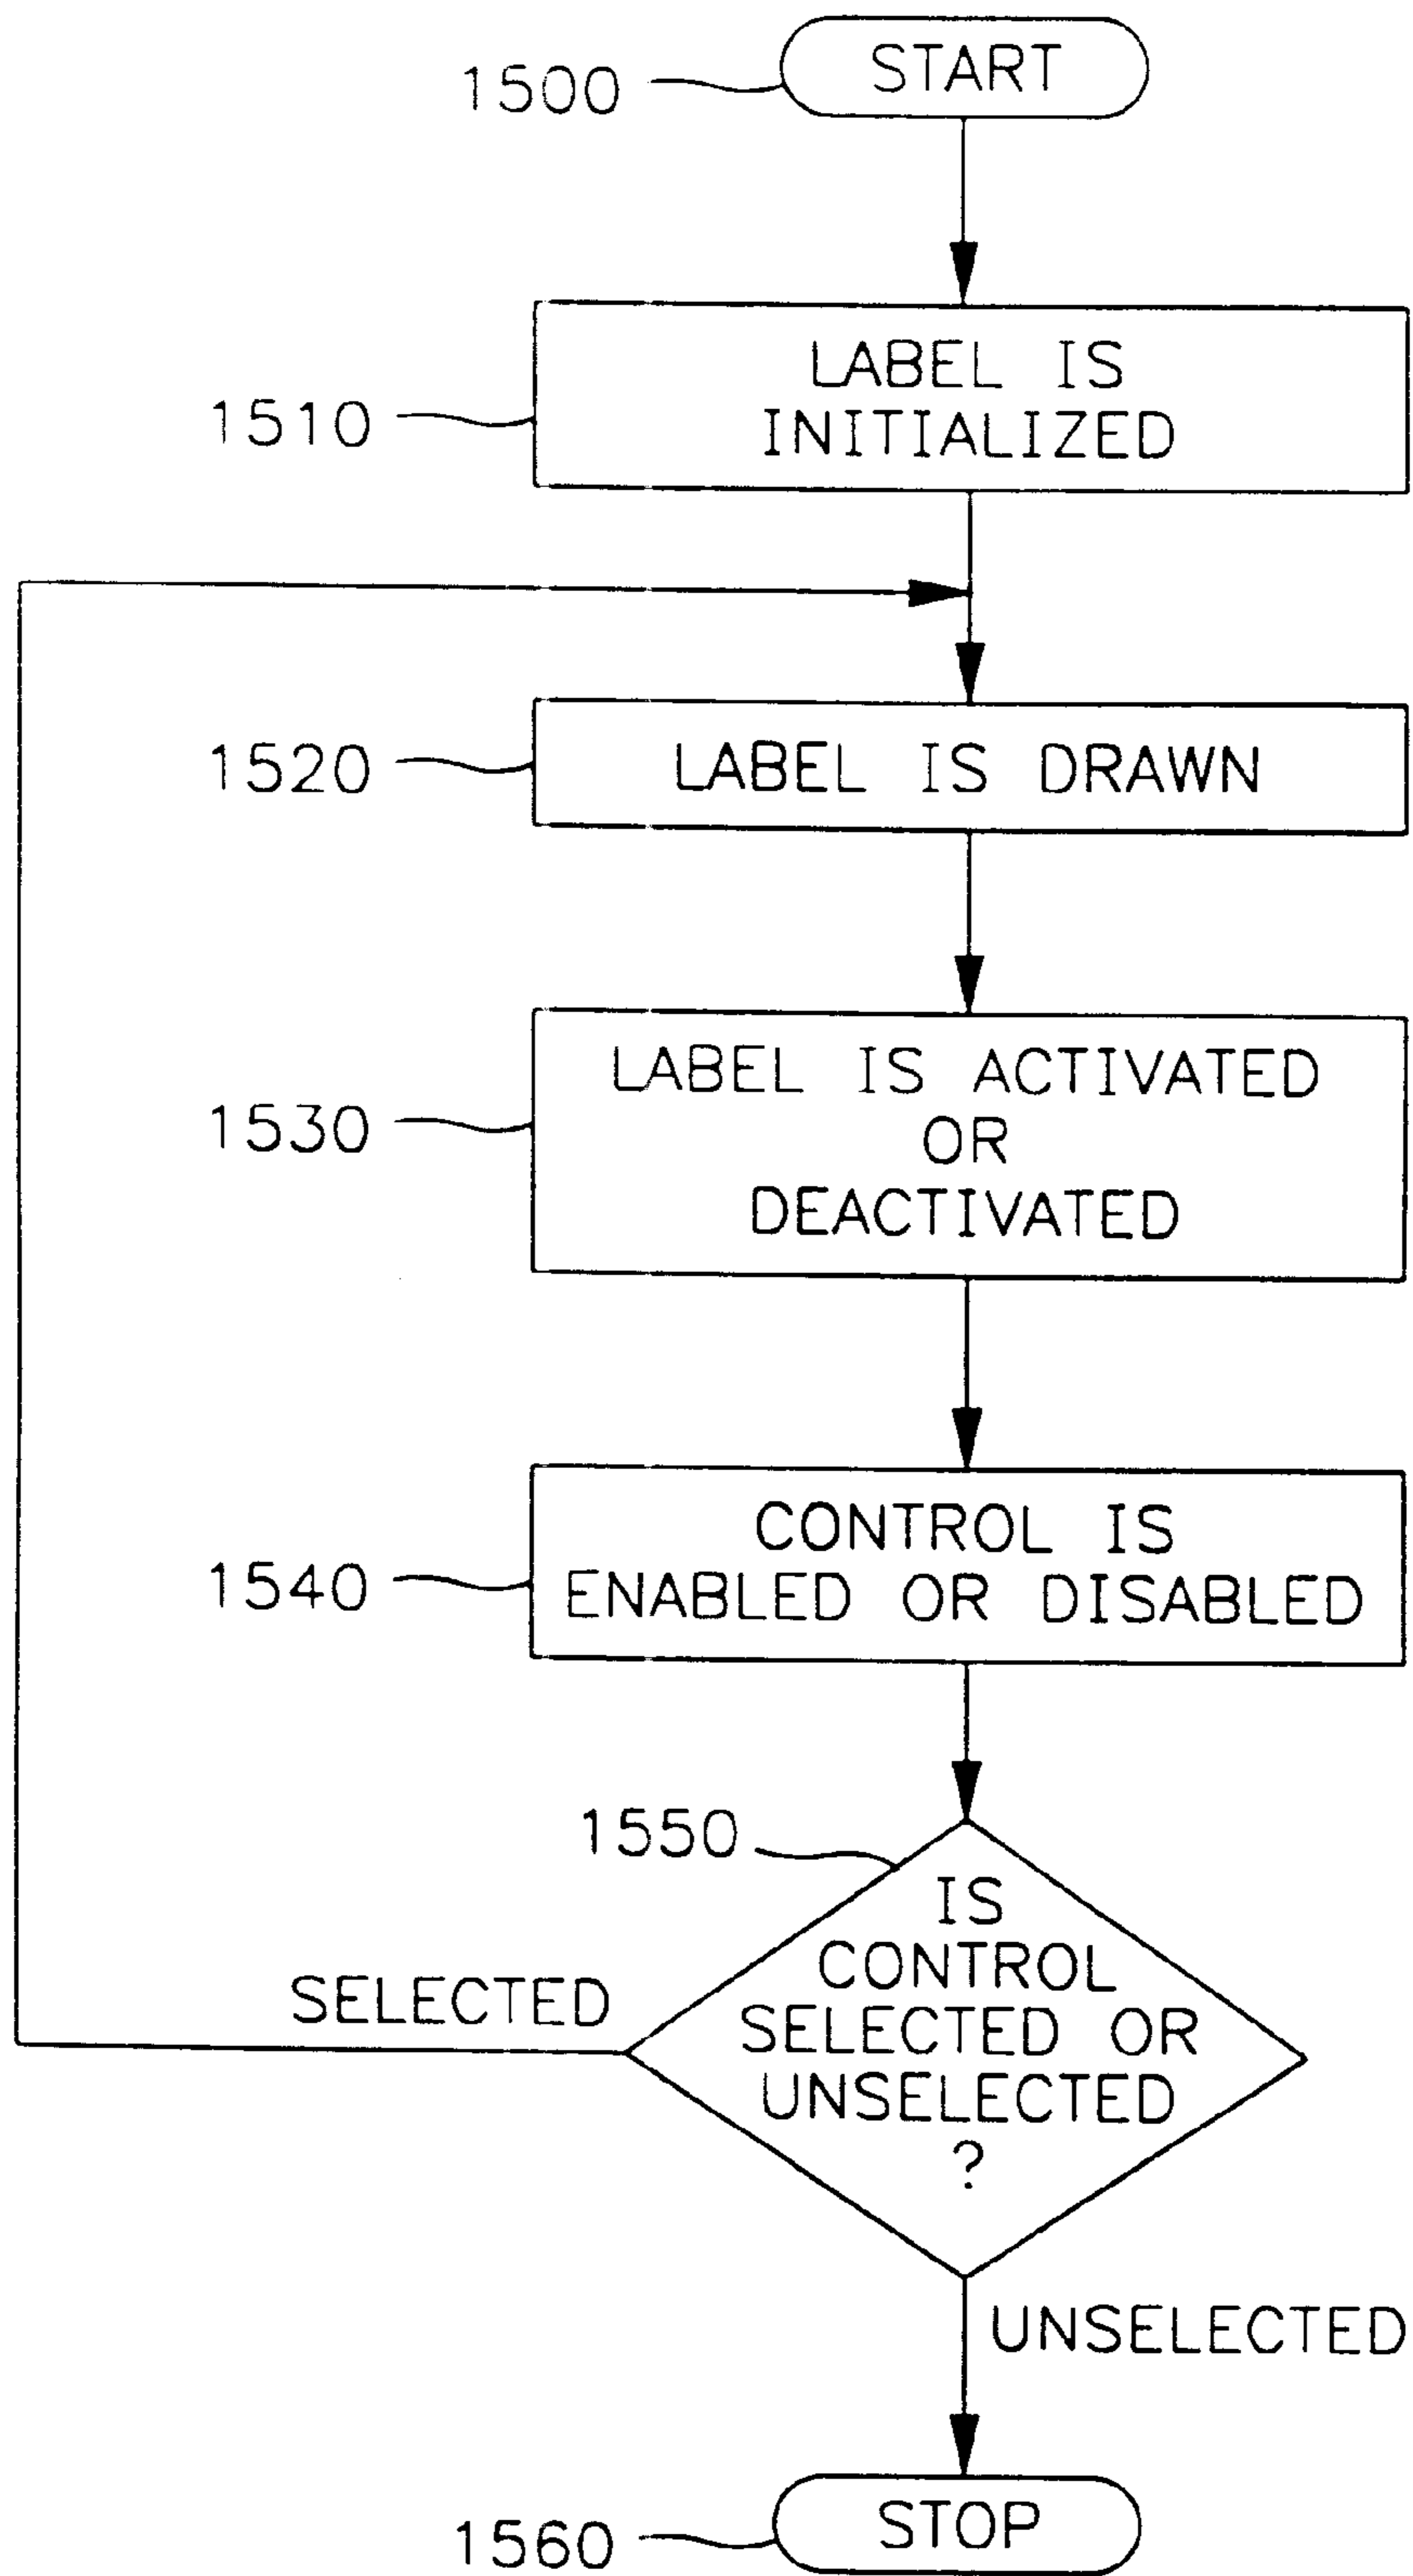 1500
START
1510
LABEL IS
INITIALIZED
1520
LABEL IS DRAWN
1530
LABEL IS ACTIVATED
OR
DEACTIVATED
1540
CONTROL IS
ENABLED OR DISABLED
1550
IS
CONTROL
SELECTED OR
UNSELECTED
?
SELECTED
UNSELECTED
1560
STOP